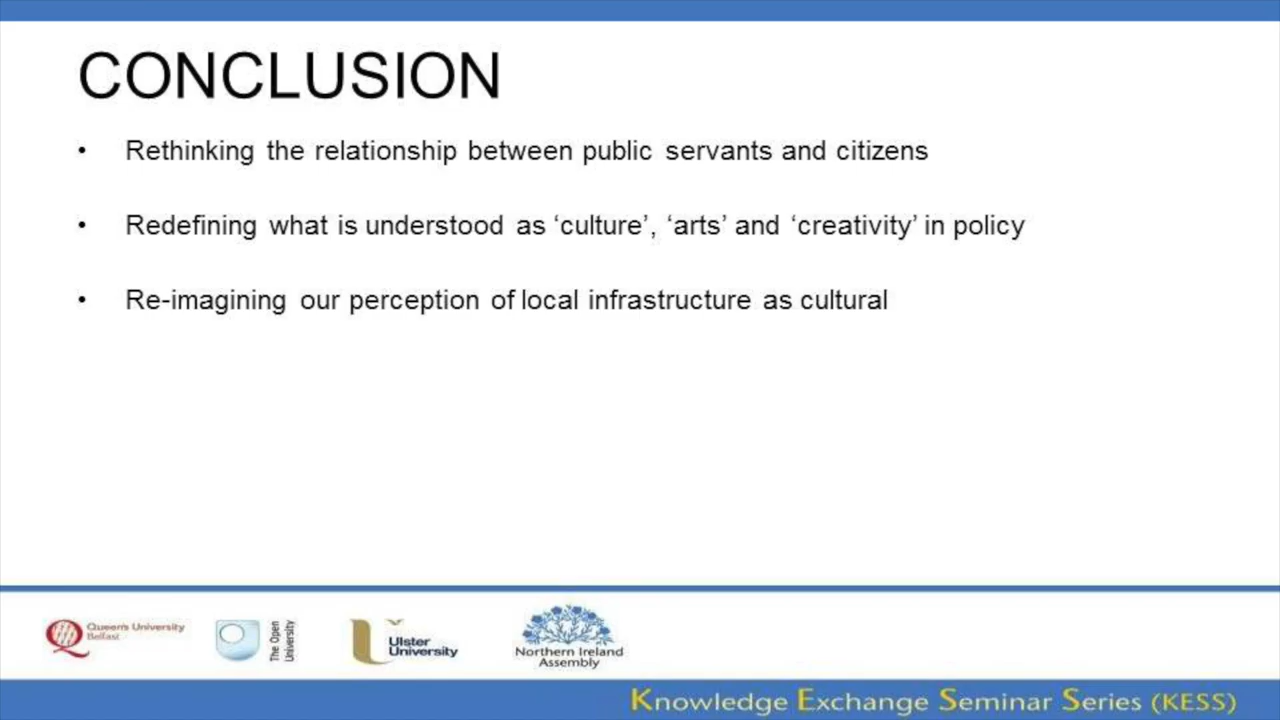 CONCLUSION
• Rethinking the relationship between public servants and citizens
• Redefining what is understood as ‘culture’, ‘arts’ and ‘creativity’ in policy
• Re-imagining our perception of local infrastructure as cultural
Queen's University
Belfast
The Open
University
Ulster
University
Northern Ireland
Assembly
Knowledge Exchange Seminar Series (KESS)